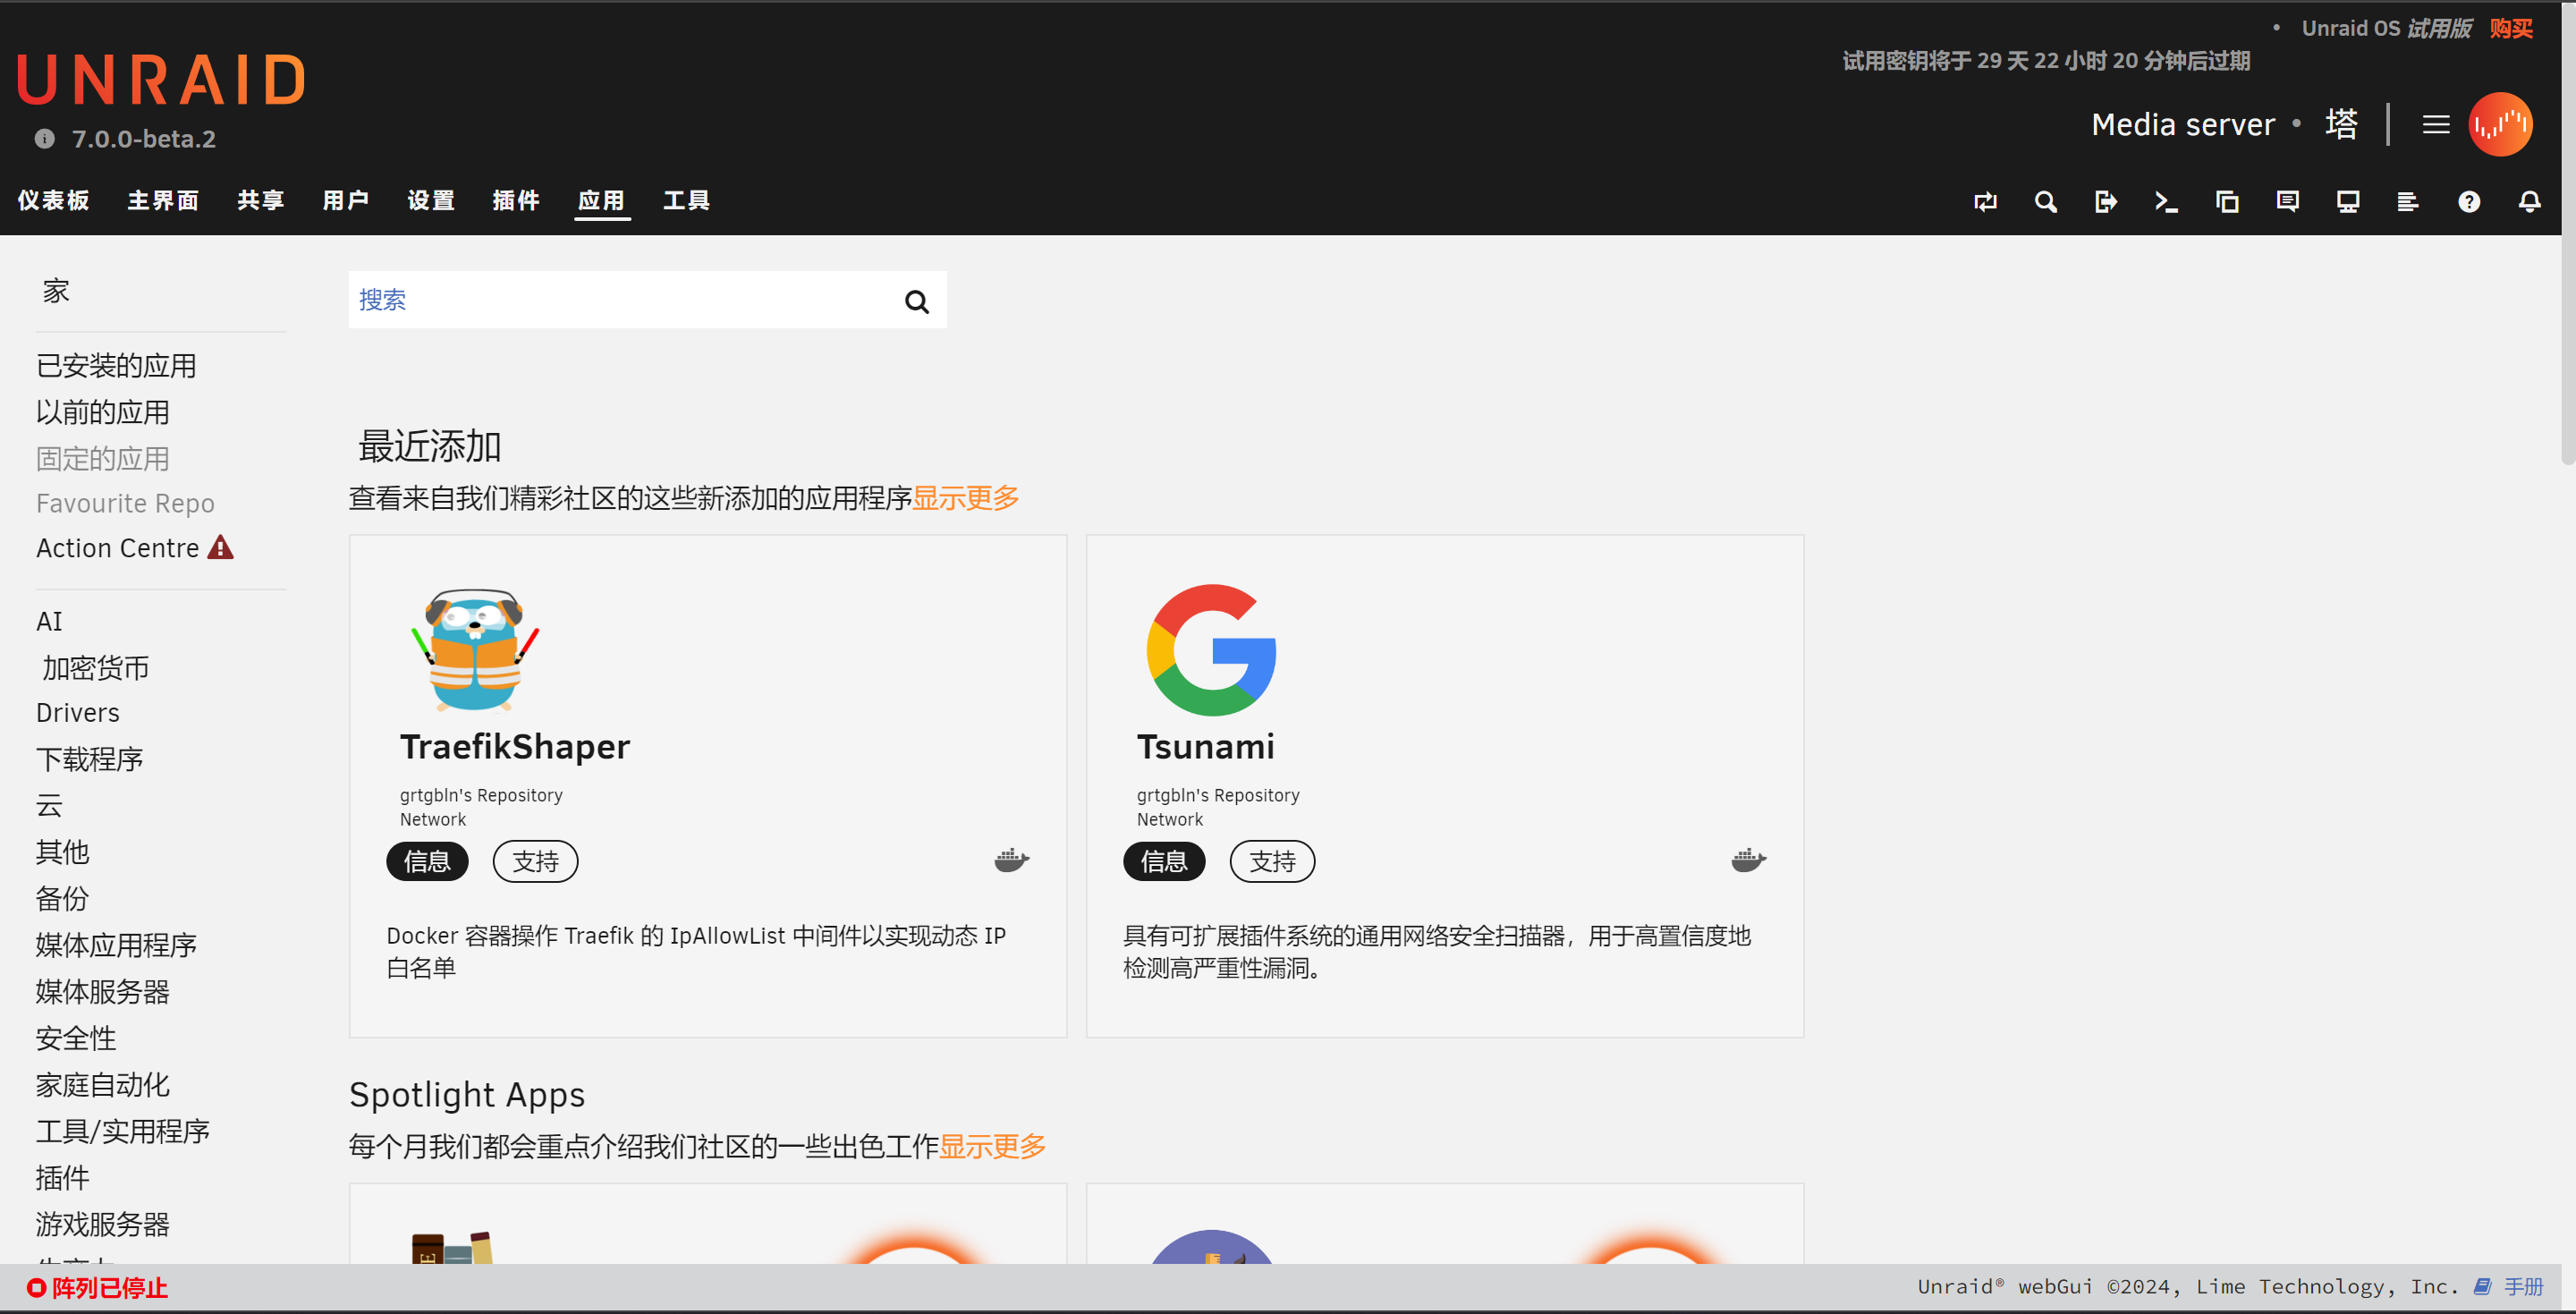 Unraid OS 试用版 购买
UNRAID
试用密钥将于 29 天 22 小时 20 分钟后过期
7.0.0-beta.2
Media server • 塔
仪表板 主界面 共享 用户 设置 插件 应用 工具
家
搜索
已安装的应用
以前的应用
固定的应用
Favourite Repo
Action Centre
AI
加密货币
Drivers
下载程序
云
其他
备份
媒体应用程序
媒体服务器
安全性
家庭自动化
工具/实用程序
插件
游戏服务器
最近添加
查看来自我们精彩社区的这些新添加的应用程序显示更多
TraefikShaper
grtgbln's Repository
Network
信息 支持
Docker 容器操作 Traefik 的 IpAllowList 中间件以实现动态 IP
白名单
Tsunami
grtgbln's Repository
Network
信息 支持
具有可扩展插件系统的通用网络安全扫描器，用于高置信度地
检测高严重性漏洞。
Spotlight Apps
每个月我们都会重点介绍我们社区的一些出色工作显示更多
阵列已停止
Unraid® webGui ©2024, Lime Technology, Inc. 手册